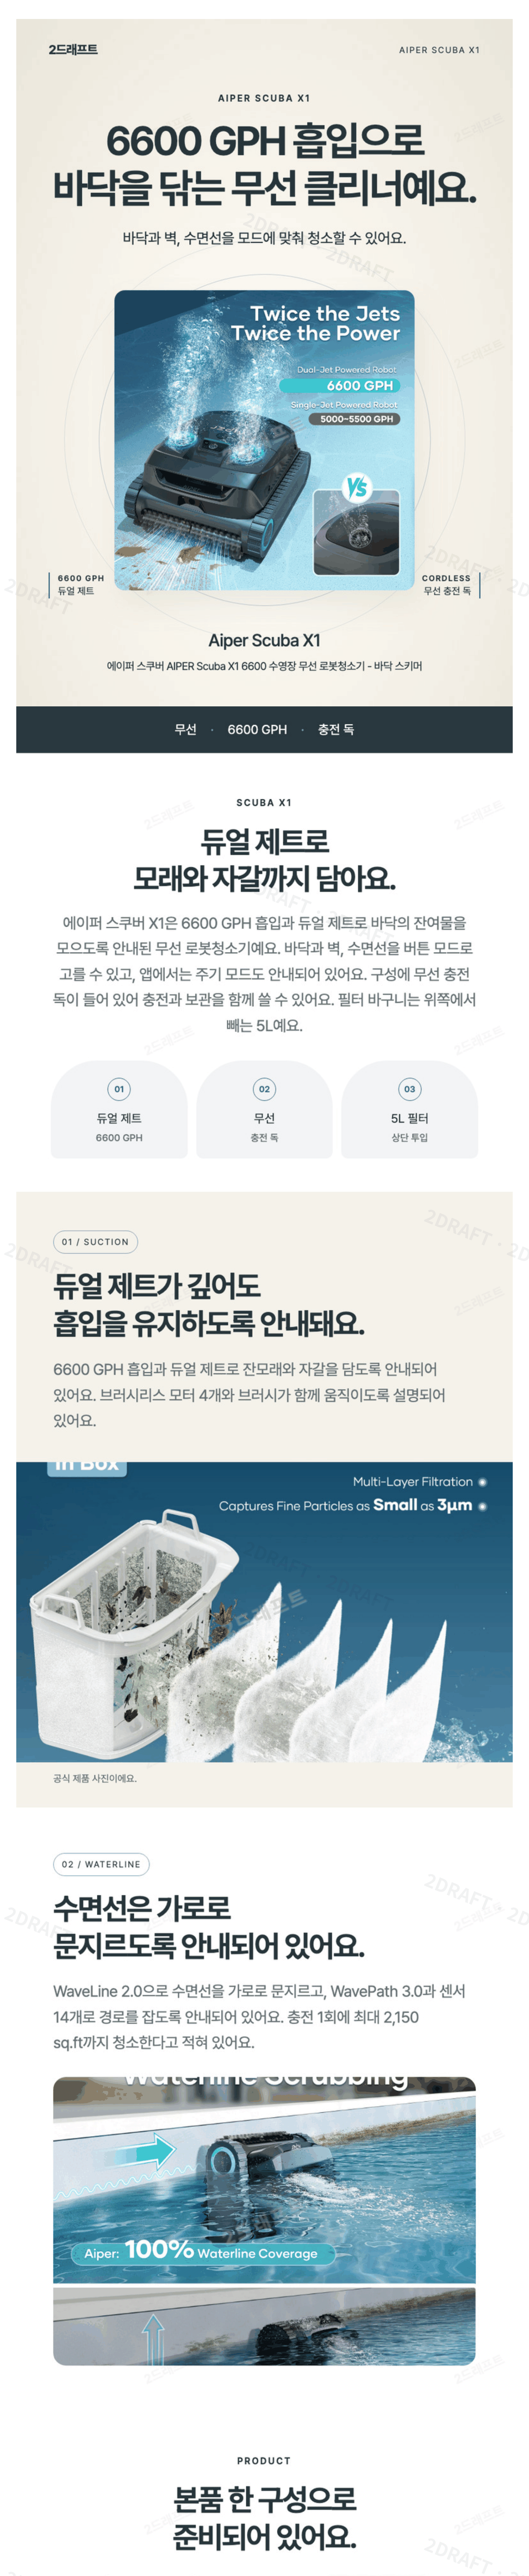 2드래프트
AIPER SCUBA X1
AIPER SCUBA X1
6600 GPH 흡입으로
바닥을 닦는 무선 클리너예요.
바닥과 벽, 수면선을 모드에 맞춰 청소할 수 있어요.
Twice the Jets
Twice the Power
Dual-Jet Powered Robot
6600 GPH
Single-Jet Powered Robot
5000~5500 GPH
VS
6600 GPH
듀얼 제트
CORDLESS
무선 충전 독
Aiper Scuba X1
에이퍼 스쿠버 AIPER Scuba X1 6600 수영장 무선 로봇청소기 - 바닥 스키머
무선 · 6600 GPH · 충전 독
SCUBA X1
듀얼 제트로
모래와 자갈까지 담아요.
에이퍼 스쿠버 X1은 6600 GPH 흡입과 듀얼 제트로 바닥의 잔여물을
모으도록 안내된 무선 로봇청소기예요. 바닥과 벽, 수면선을 버튼 모드로
고를 수 있고, 앱에서는 주기 모드도 안내되어 있어요. 구성에 무선 충전
독이 들어 있어 충전과 보관을 함께 쓸 수 있어요. 필터 바구니는 위쪽에서
빼는 5L예요.
01
듀얼 제트
6600 GPH
02
무선
충전 독
03
5L 필터
상단 투입
01 / SUCTION
듀얼 제트가 깊어도
흡입을 유지하도록 안내돼요.
6600 GPH 흡입과 듀얼 제트로 잔모래와 자갈을 담도록 안내되어
있어요. 브러시리스 모터 4개와 브러시가 함께 움직이도록 설명되어
있어요.
In Box
Multi-Layer Filtration
Captures Fine Particles as Small as 3μm
공식 제품 사진이에요.
02 / WATERLINE
수면선은 가로로
문지르도록 안내되어 있어요.
WaveLine 2.0으로 수면선을 가로로 문지르고, WavePath 3.0과 센서
14개로 경로를 잡도록 안내되어 있어요. 충전 1회에 최대 2,150
sq.ft까지 청소한다고 적혀 있어요.
Waterline Scrubbing
Aiper: 100% Waterline Coverage
PRODUCT
본품 한 구성으로
준비되어 있어요.